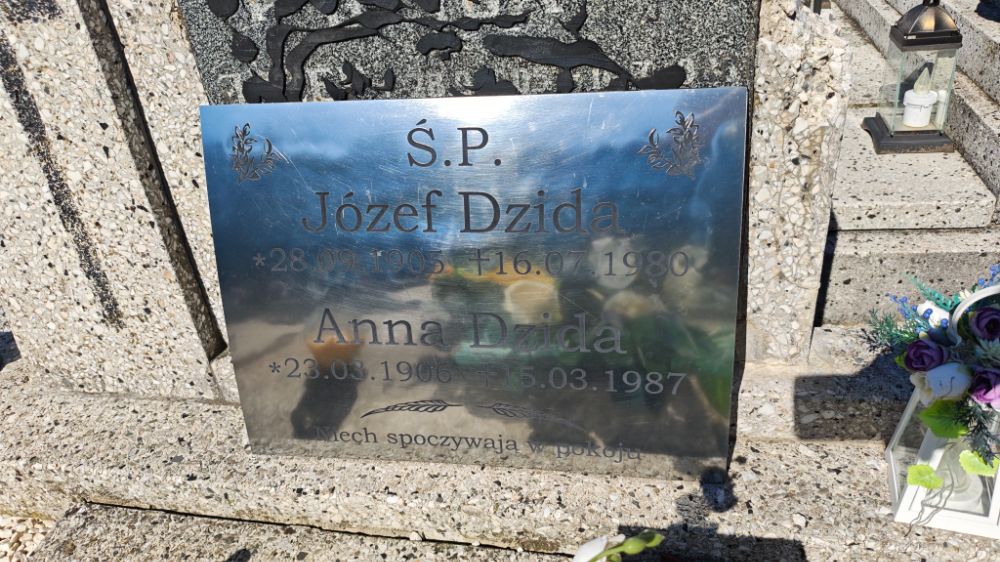 Ś.P.
Józef Dzida
*28.09.1905 †16.07.1980
Anna Dzida
*23.03.1906 †15.03.1987
Niech spoczywają w pokoju